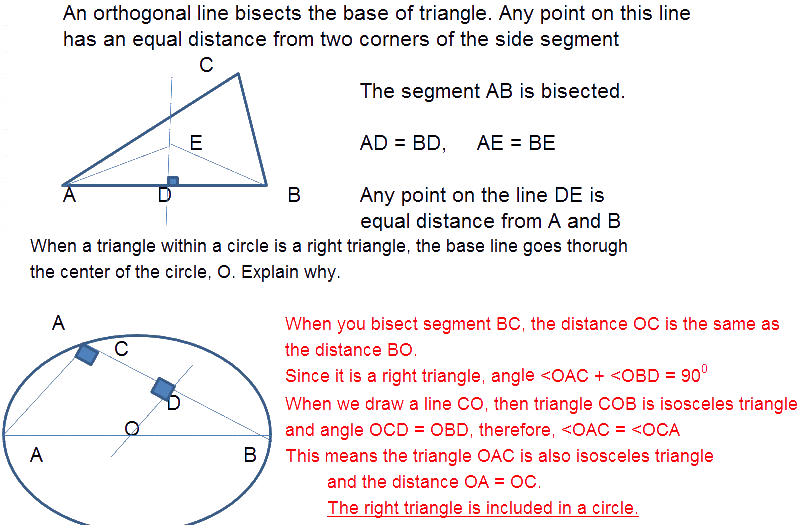 An orthogonal line bisects the base of triangle. Any point on this line
has an equal distance from two corners of the side segment
C
The segment AB is bisected.
E
AD = BD, AE = BE
A
D
B
Any point on the line DE is
equal distance from A and B
When a triangle within a circle is a right triangle, the base line goes thorugh
the center of the circle, O. Explain why.
A
C
D
O
A
B
When you bisect segment BC, the distance OC is the same as
the distance BO.
Since it is a right triangle, angle <OAC + <OBD = 90⁰
When we draw a line CO, then triangle COB is isosceles triangle
and angle OCD = OBD, therefore, <OAC = <OCA
This means the triangle OAC is also isosceles triangle
and the distance OA = OC.
The right triangle is included in a circle.